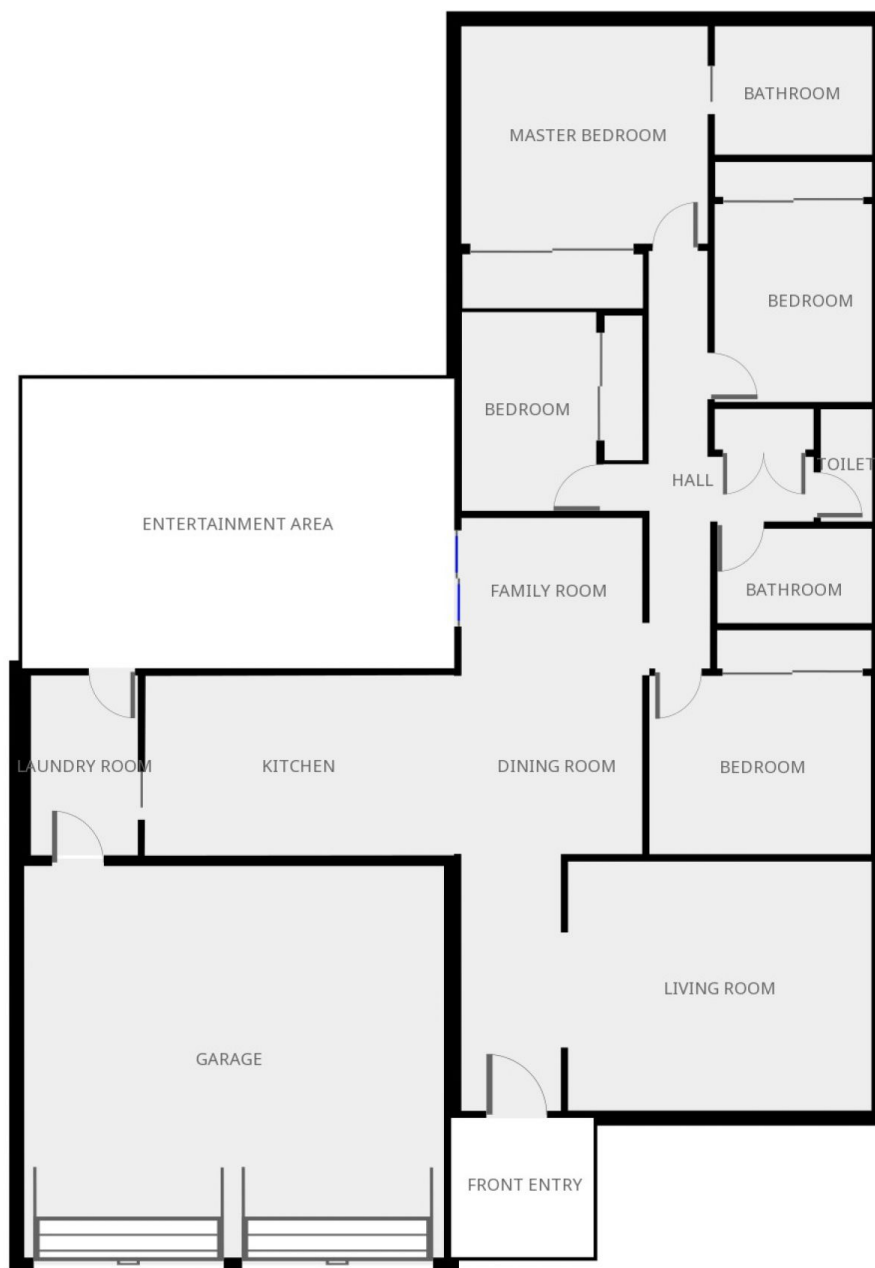 BATHROOM
MASTER BEDROOM
BEDROOM
BEDROOM
TOILET
HALL
ENTERTAINMENT AREA
FAMILY ROOM
BATHROOM
LAUNDRY ROOM
KITCHEN
DINING ROOM
BEDROOM
LIVING ROOM
GARAGE
FRONT ENTRY